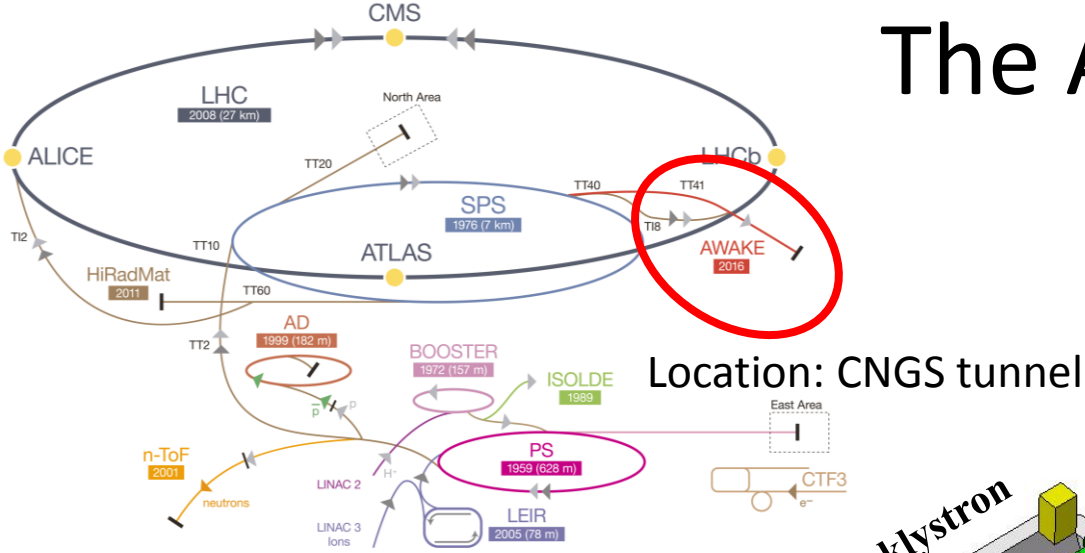 The A
CMS
LHC
2008 (27 km)
North Area
ALICE
TT20
LHCb
TT40
TT41
SPS
1976 (7 km)
TI8
TI2
TT10
ATLAS
AWAKE
2016
HiRadMat
2011
TT60
AD
1999 (182 m)
TT2
BOOSTER
1972 (157 m)
ISOLDE
1989
Location: CNGS tunnel
p
p
East Area
n-ToF
2001
PS
1959 (628 m)
H+
LINAC 2
neutrons
CTF3
e–
LEIR
2005 (78 m)
LINAC 3
Ions
klystron